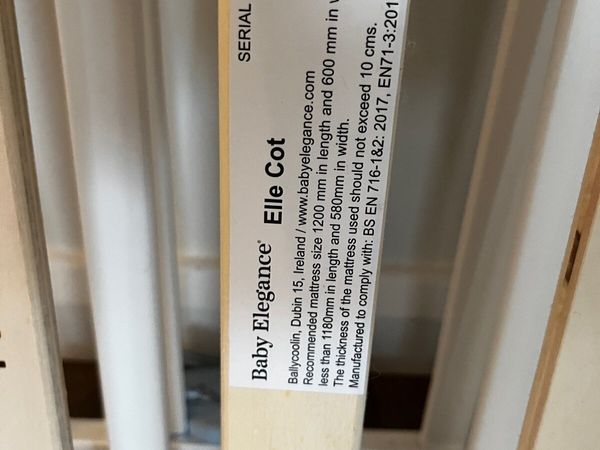 Baby Elegance® Elle Cot SERIAL
Ballycoolin, Dubin 15, Ireland / www.babyelegance.com
Recommended mattress size 1200 mm in length and 600 mm in
less than 1180mm in length and 580mm in width.
The thickness of the mattress used should not exceed 10 cms.
Manufactured to comply with: BS EN 716-1&2: 2017, EN71-3:201